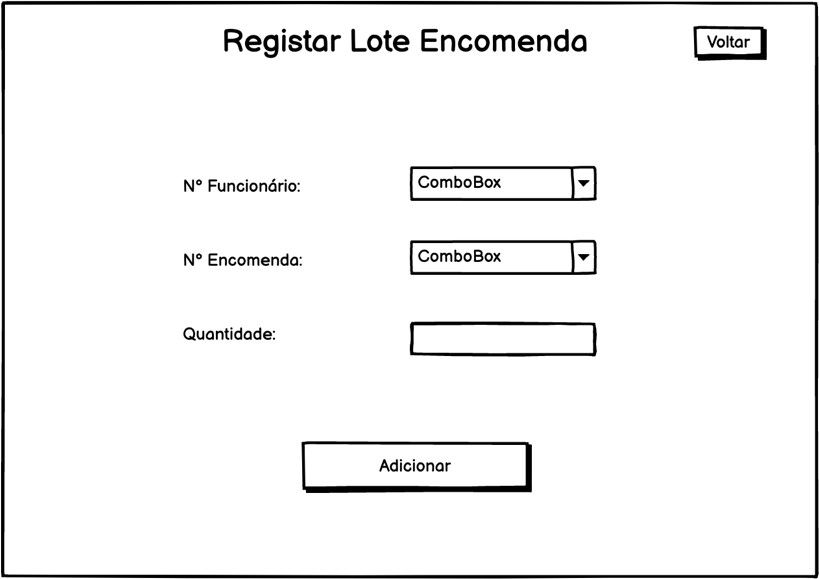 Registar Lote Encomenda
Voltar
Nº Funcionário:
ComboBox
Nº Encomenda:
ComboBox
Quantidade:
Adicionar